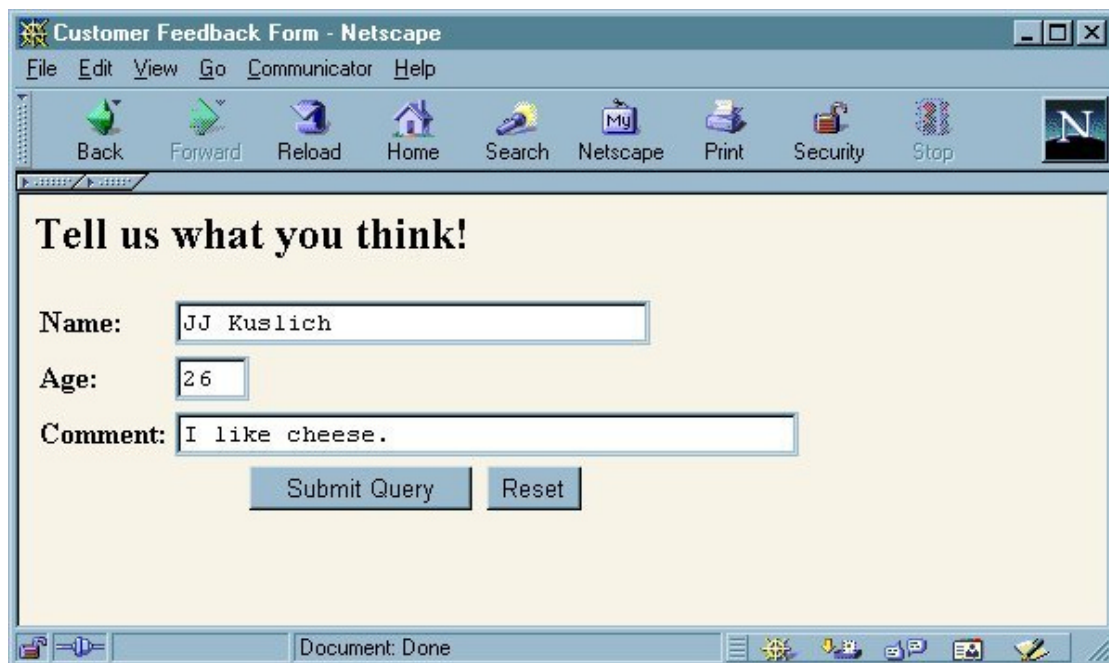 Customer Feedback Form - Netscape
File Edit View Go Communicator Help
My N
Back Forward Reload Home Search Netscape Print Security Stop
Tell us what you think!
Name: JJ Kuslich
Age: 26
Comment: I like cheese.
Submit Query Reset
Document: Done